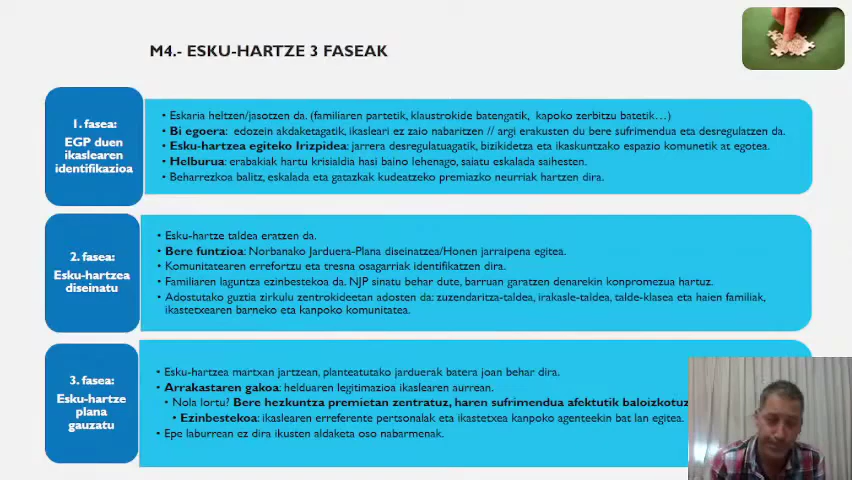 M4.- ESKU-HARTZE 3 FASEAK
1. fasea:
EGP duen
ikaslearen
identifikazioa
• Eskaria heltzen/jasotzen da. (familiaren partetik, klaustrokide batengatik, kapoko zerbitzu batetik…)
• Bi egoera: edozein akdaketagatik, ikasleari ez zaio nabaritzen // argi erakusten du bere sufrimendua eta desregulatzen da.
• Esku-hartzea egiteko Irizpidea: jarrera desregulatuagatik, bizikidetza eta ikaskuntzako espazio komunetik at egotea.
• Helburua: erabakiak hartu krisialdia hasi baino lehenago, saiatu eskalada saihesten.
• Beharrezkoa balitz, eskalada eta gatazkak kudeatzeko premiazko neurriak hartzen dira.
2. fasea:
Esku-hartzea
diseinatu
• Esku-hartze taldea eratzen da.
• Bere funtzioa: Norbanako Jarduera-Plana diseinatzea/Honen jarraipena egitea.
• Komunitatearen errefortzu eta tresna osagarriak identifikatzen dira.
• Familiaren laguntza ezinbestekoa da. NJP sinatu behar dute, barruan garatzen denarekin konpromezua hartuz.
• Adostutako guztia zirkulu zentrokideetan adosten da: zuzendaritza-taldea, irakasle-taldea, talde-klasea eta haien familiak,
ikastetxearen barneko eta kanpoko komunitatea.
3. fasea:
Esku-hartze
plana
gauzatu
• Esku-hartzea martxan jartzean, planteatutako jarduerak batera joan behar dira.
• Arrakastaren gakoa: helduaren legitimazioa ikaslearen aurrean.
• Nola lortu? Bere hezkuntza premietan zentratuz, haren sufrimendua afektutik baloizkotuz
• Ezinbestekoa: ikaslearen erreferente pertsonalak eta ikastetxea kanpoko agenteekin bat lan egitea.
• Epe laburrean ez dira ikusten aldaketa oso nabarmenak.